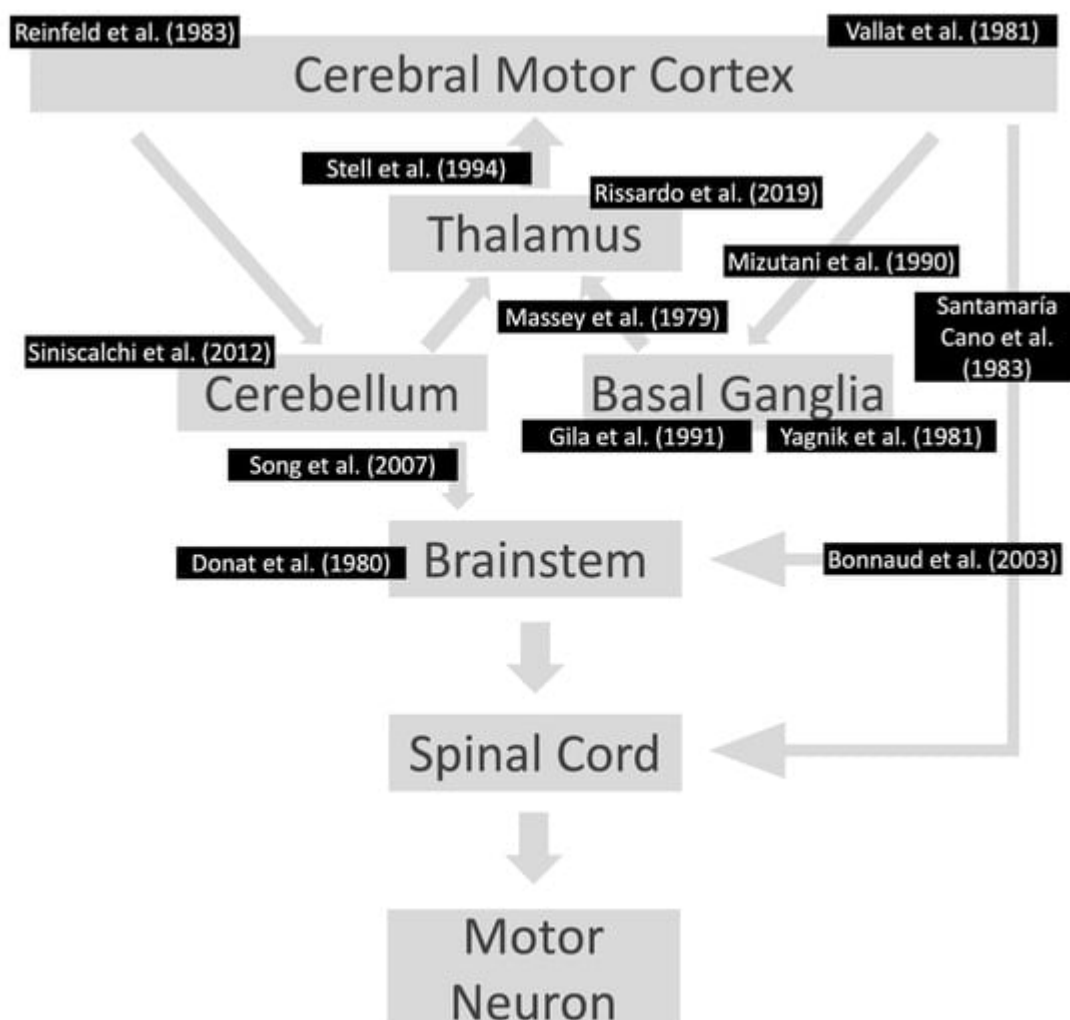 Reinfeld et al. (1983)
Vallat et al. (1981)
Cerebral Motor Cortex
Stell et al. (1994)
Rissardo et al. (2019)
Thalamus
Mizutani et al. (1990)
Massey et al. (1979)
Santamaría
Cano et al.
(1983)
Siniscalchi et al. (2012)
Cerebellum
Basal Ganglia
Gila et al. (1991)
Yagnik et al. (1981)
Song et al. (2007)
Donat et al. (1980)
Brainstem
Bonnaud et al. (2003)
Spinal Cord
Motor
Neuron